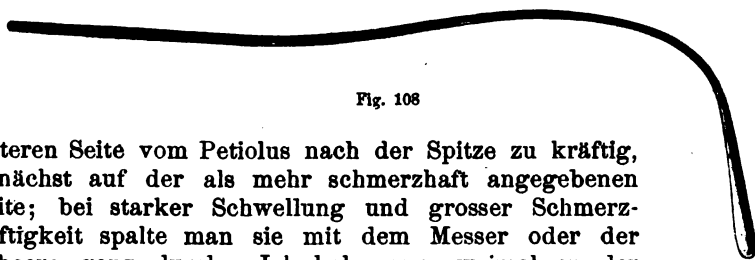 Fig. 108
teren Seite vom Petiolus nach der Spitze zu kräftig,
nächst auf der als mehr schmerzhaft angegebenen
ite; bei starker Schwellung und grosser Schmerz-
ftigkeit spalte man sie mit dem Messer oder der